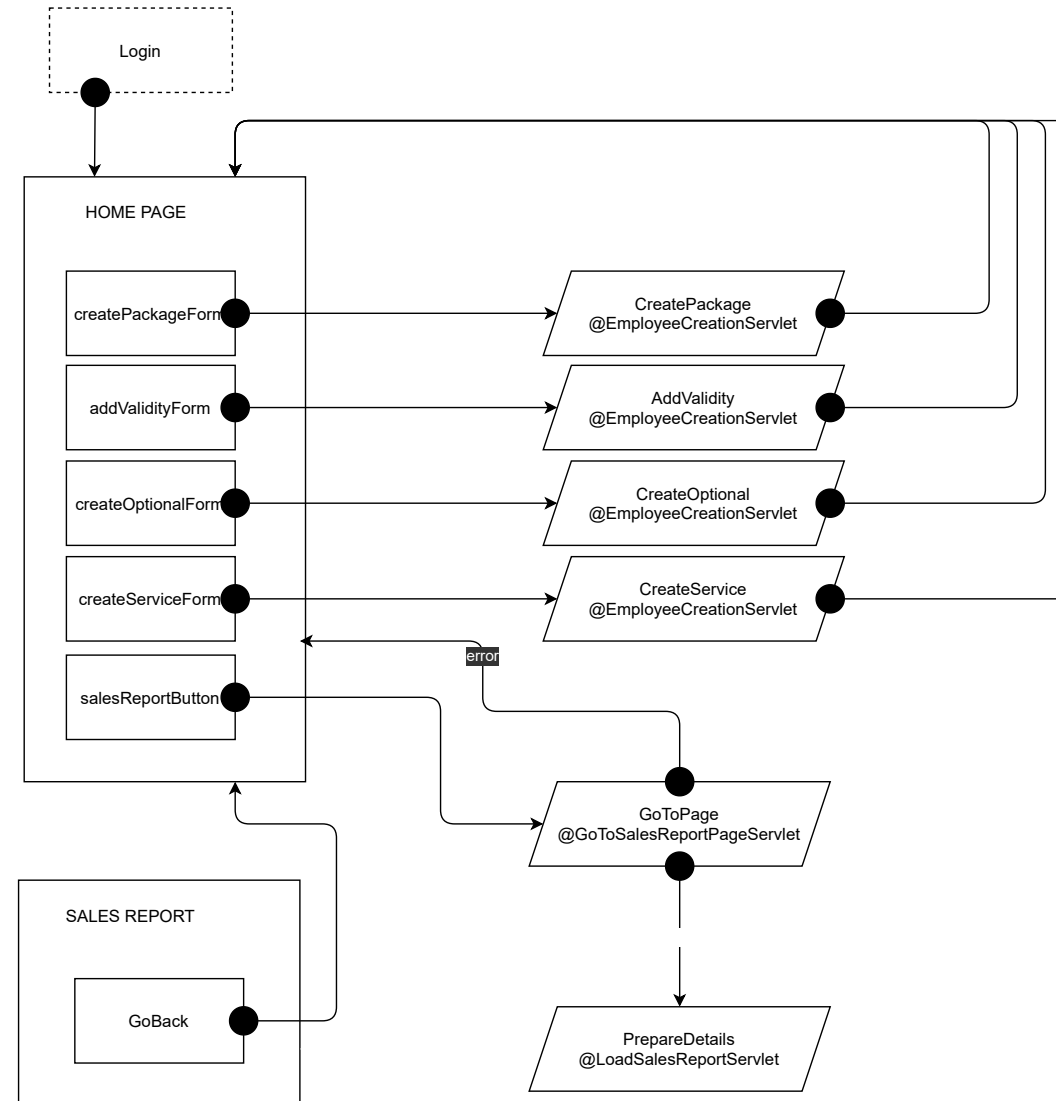 Login
HOME PAGE
createPackageForm
CreatePackage
@EmployeeCreationServlet
addValidityForm
AddValidity
@EmployeeCreationServlet
createOptionalForm
CreateOptional
@EmployeeCreationServlet
createServiceForm
CreateService
@EmployeeCreationServlet
error
salesReportButton
GoToPage
@GoToSalesReportPageServlet
SALES REPORT
GoBack
PrepareDetails
@LoadSalesReportServlet